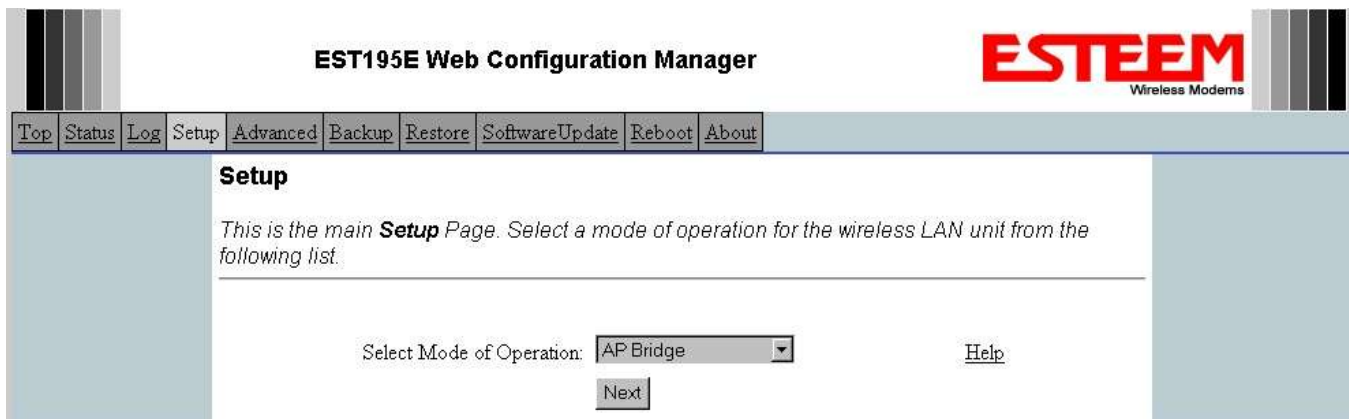 EST195E Web Configuration Manager
ESTEEM
Wireless Modems
Top Status Log Setup Advanced Backup Restore SoftwareUpdate Reboot About
Setup
This is the main Setup Page. Select a mode of operation for the wireless LAN unit from the
following list.
Select Mode of Operation: AP Bridge Help
Next